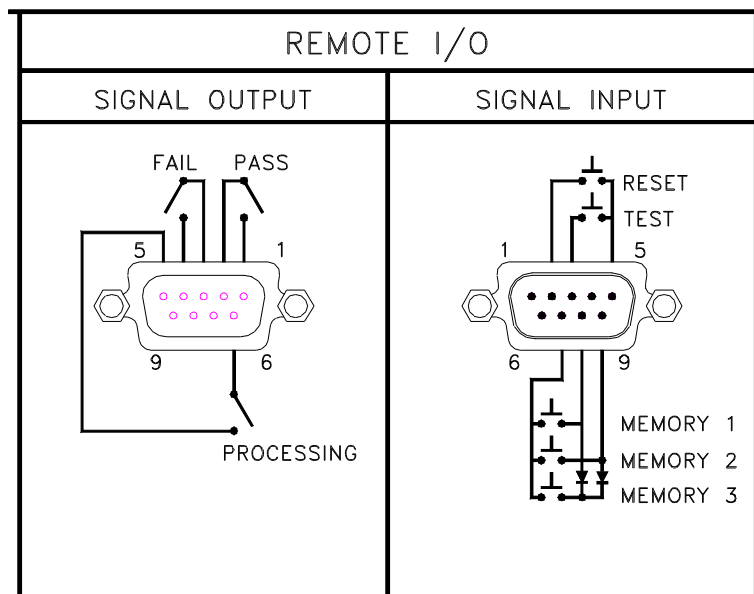 REMOTE I/O
SIGNAL OUTPUT
SIGNAL INPUT
FAIL PASS
5 1
9 6
PROCESSING
RESET
TEST
1 5
6 9
MEMORY 1
MEMORY 2
MEMORY 3